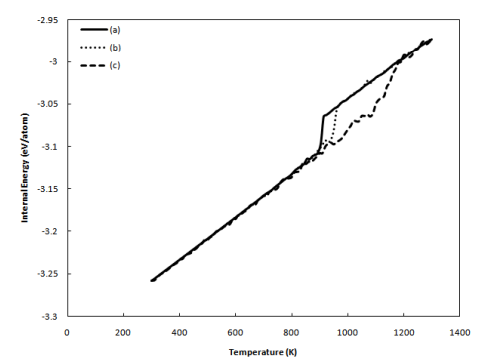 -2.95
-3
-3.05
-3.1
-3.15
-3.2
-3.25
-3.3
Internal Energy (eV/atom)
(a)
(b)
(c)
0 200 400 600 800 1000 1200 1400
Temperature (K)